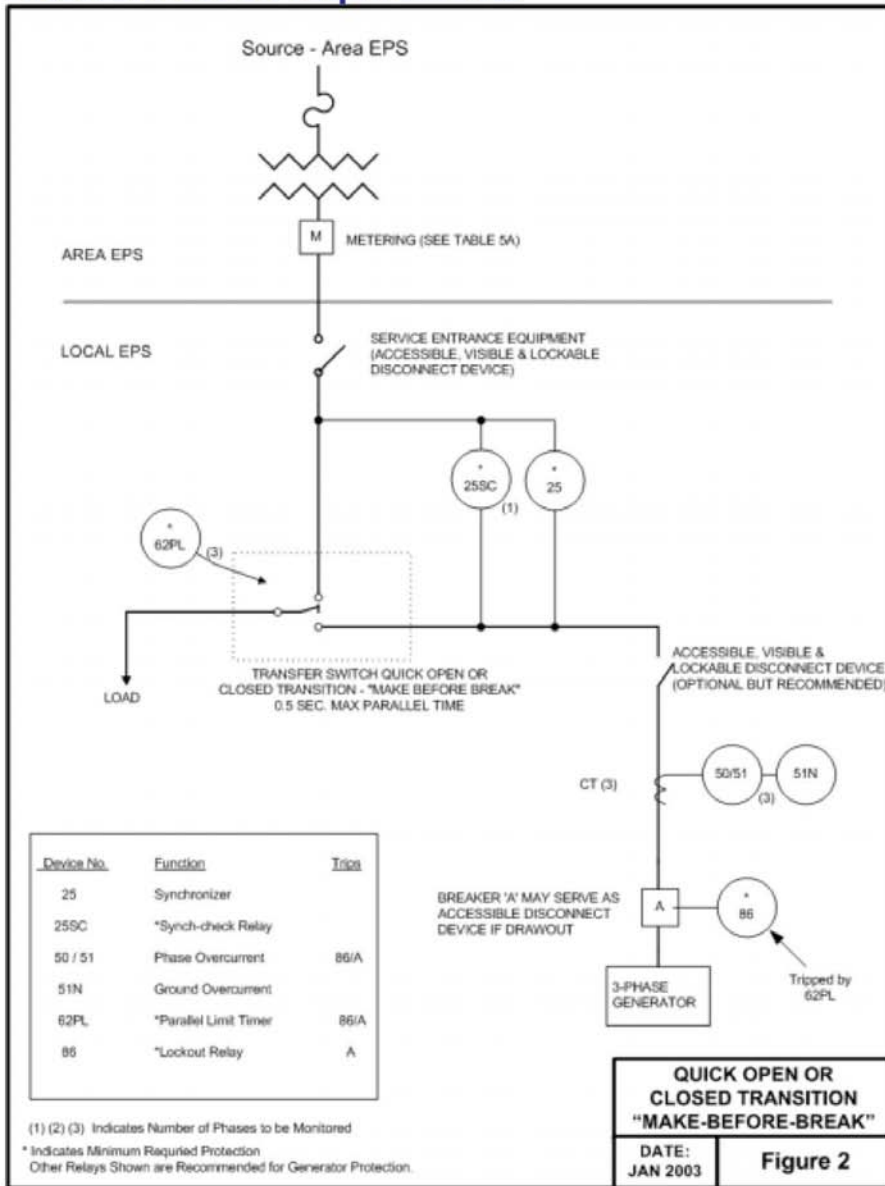 Source - Area EPS
M
METERING (SEE TABLE 5A)
AREA EPS
LOCAL EPS
SERVICE ENTRANCE EQUIPMENT
(ACCESSIBLE, VISIBLE & LOCKABLE
DISCONNECT DEVICE)
*
25SC
(1)
*
25
*
62PL
(3)
LOAD
TRANSFER SWITCH QUICK OPEN OR
CLOSED TRANSITION - "MAKE BEFORE BREAK"
0.5 SEC. MAX PARALLEL TIME
ACCESSIBLE, VISIBLE &
LOCKABLE DISCONNECT DEVICE
(OPTIONAL BUT RECOMMENDED)
CT (3)
50/51
(3)
51N
BREAKER 'A' MAY SERVE AS
ACCESSIBLE DISCONNECT
DEVICE IF DRAWOUT
A
*
86
Tripped by
62PL
3-PHASE
GENERATOR
Device No. Function Trips
25 Synchronizer
25SC *Synch-check Relay
50 / 51 Phase Overcurrent 86/A
51N Ground Overcurrent
62PL *Parallel Limit Timer 86/A
86 *Lockout Relay A
(1) (2) (3) Indicates Number of Phases to be Monitored
* Indicates Minimum Requried Protection
Other Relays Shown are Recommended for Generator Protection.
QUICK OPEN OR
CLOSED TRANSITION
"MAKE-BEFORE-BREAK"
DATE:
JAN 2003
Figure 2